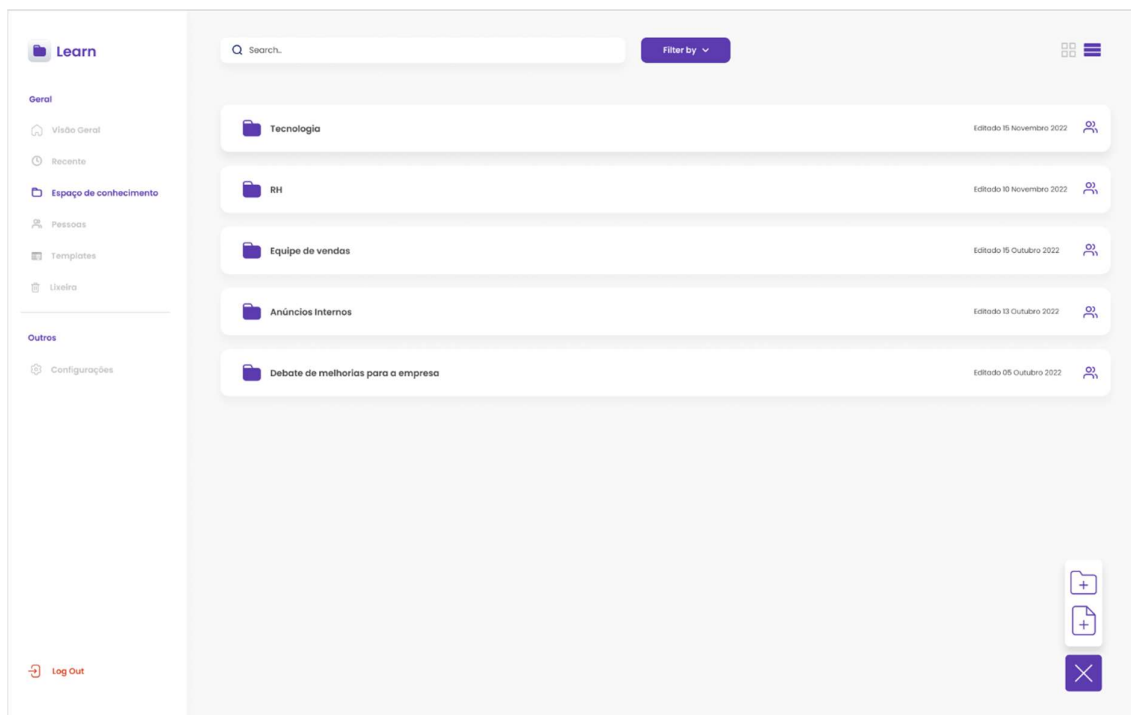 Learn
Search..
Filter by
Geral
Visão Geral
Recente
Espaço de conhecimento
Pessoas
Templates
Lixeira
Outros
Configurações
Log Out
Tecnologia
Editado 15 Novembro 2022
RH
Editado 10 Novembro 2022
Equipe de vendas
Editado 15 Outubro 2022
Anúncios Internos
Editado 13 Outubro 2022
Debate de melhorias para a empresa
Editado 05 Outubro 2022